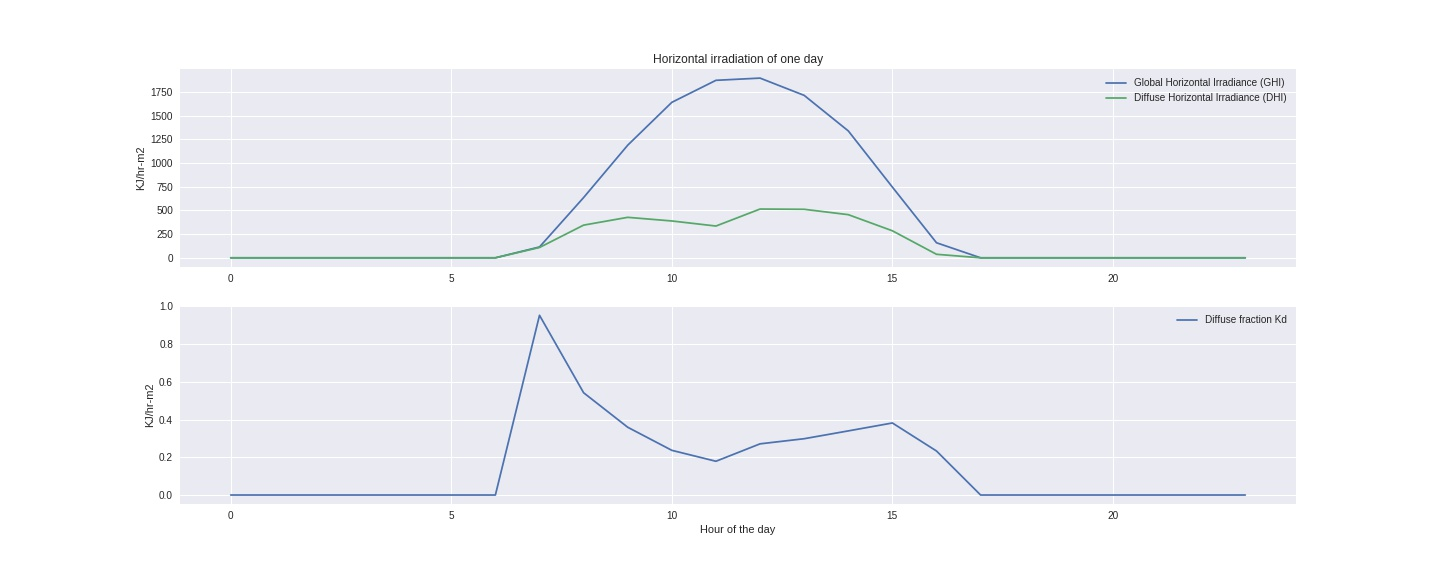 Horizontal irradiation of one day
Global Horizontal Irradiance (GHI)
Diffuse Horizontal Irradiance (DHI)
KJ/hr-m2
1750
1500
1250
1000
750
500
250
0
0 5 10 15 20
Diffuse fraction Kd
KJ/hr-m2
1.0
0.8
0.6
0.4
0.2
0.0
0 5 10 15 20
Hour of the day